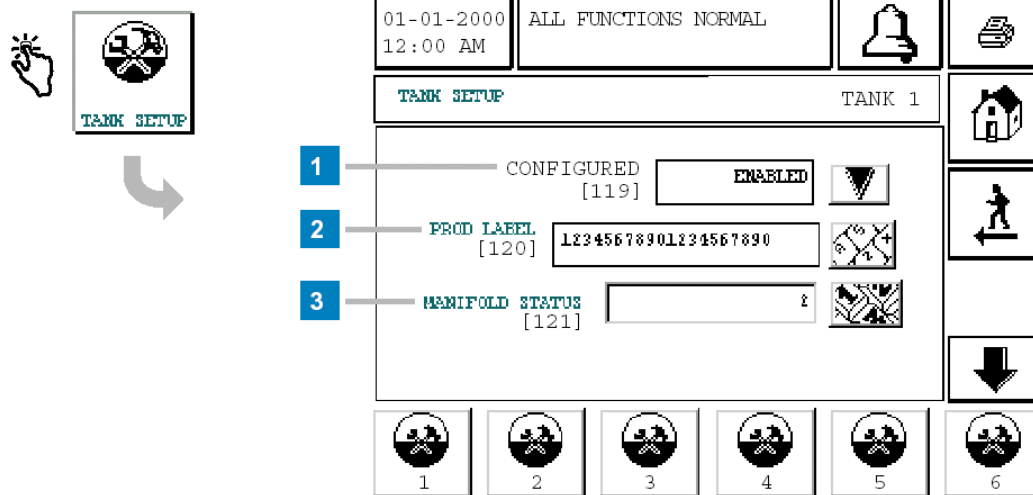 TANK SETUP
01-01-2000
12:00 AM
ALL FUNCTIONS NORMAL
TANK SETUP
TANK 1
1
CONFIGURED
[119]
ENABLED
2
PROD LABEL
[120]
12345678901234567890
3
MANIFOLD STATUS
[121]
2
1
2
3
4
5
6